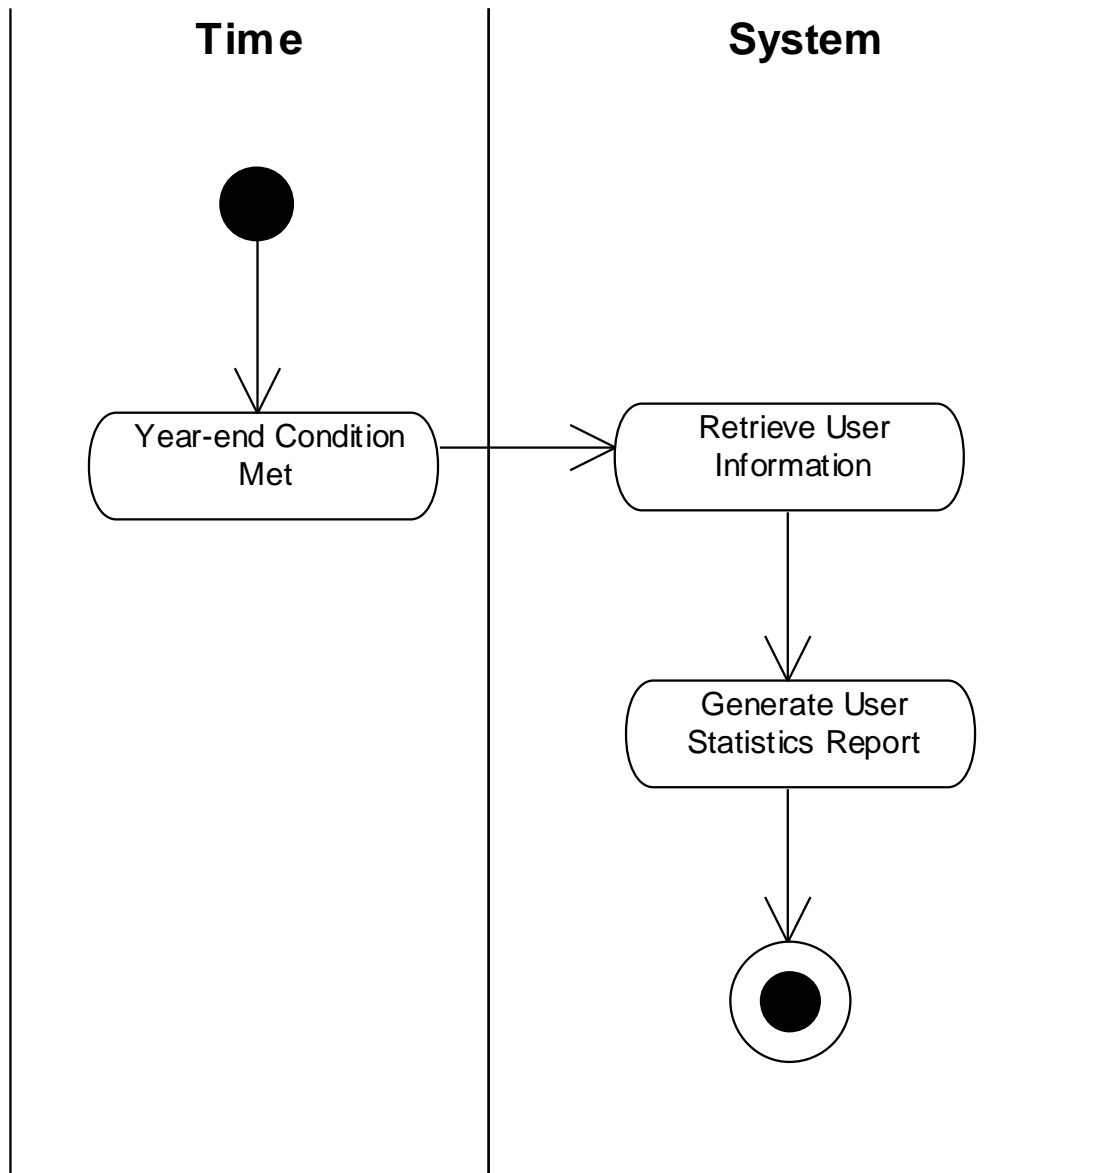 Time
System
Year-end Condition
Met
Retrieve User
Information
Generate User
Statistics Report